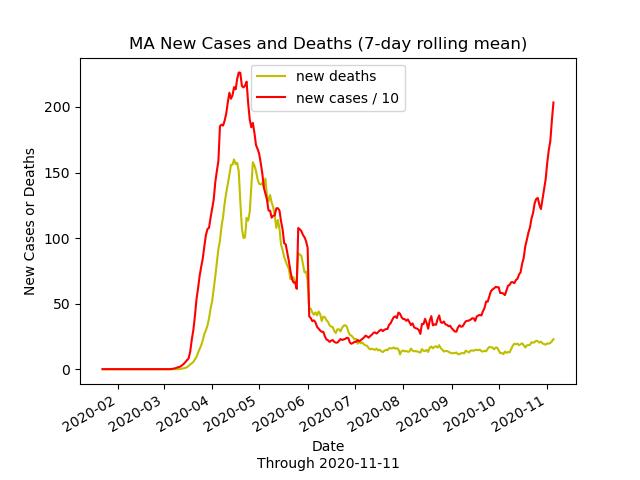 MA New Cases and Deaths (7-day rolling mean)
new deaths
new cases / 10
New Cases or Deaths
200
150
100
50
0
2020-02
2020-03
2020-04
2020-05
2020-06
2020-07
2020-08
2020-09
2020-10
2020-11
Date
Through 2020-11-11